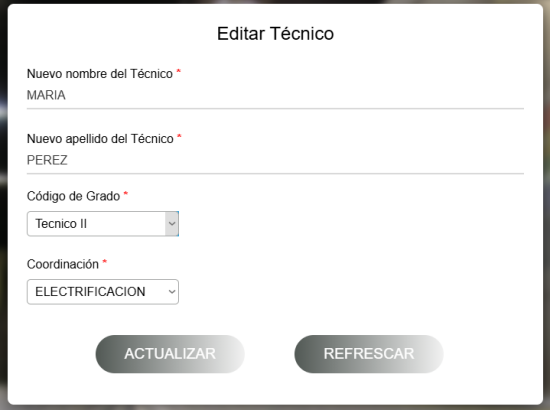 Editar Técnico
Nuevo nombre del Técnico *
MARIA
Nuevo apellido del Técnico *
PEREZ
Código de Grado *
Tecnico II
Coordinación *
ELECTRIFICACION
ACTUALIZAR REFRESCAR